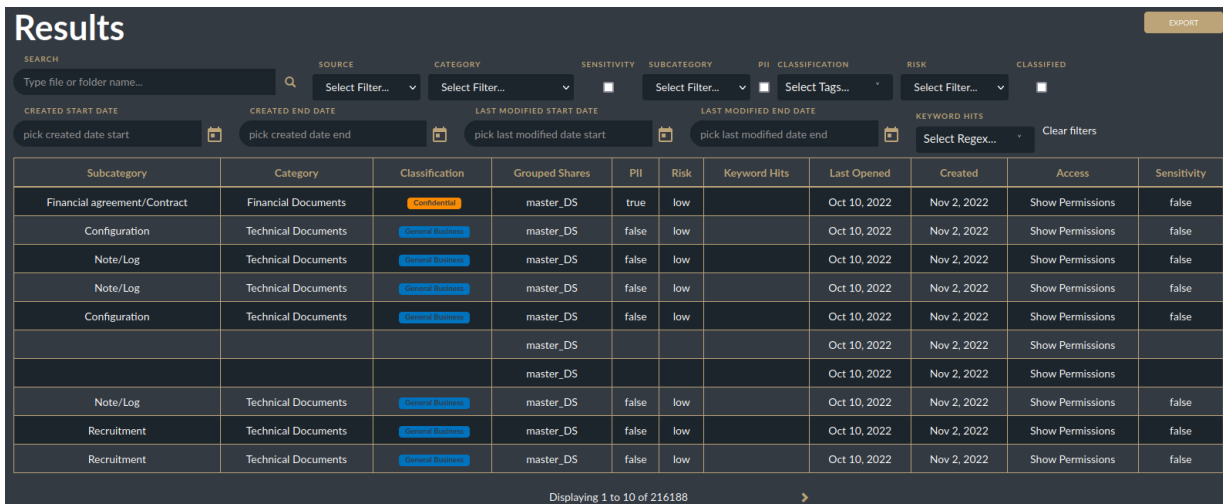 Results
EXPORT
SEARCH SOURCE CATEGORY SENSITIVITY SUBCATEGORY PII CLASSIFICATION RISK CLASSIFIED
Type file or folder name... Select Filter... Select Filter... Select Filter... Select Tags... Select Filter...
CREATED START DATE CREATED END DATE LAST MODIFIED START DATE LAST MODIFIED END DATE KEYWORD HITS
pick created date start pick created date end pick last modified date start pick last modified date end Select Regex... Clear filters
Subcategory Category Classification Grouped Shares PII Risk Keyword Hits Last Opened Created Access Sensitivity
Financial agreement/Contract Financial Documents Confidential master_DS true low Oct 10, 2022 Nov 2, 2022 Show Permissions false
Configuration Technical Documents General Business master_DS false low Oct 10, 2022 Nov 2, 2022 Show Permissions false
Note/Log Technical Documents General Business master_DS false low Oct 10, 2022 Nov 2, 2022 Show Permissions false
Note/Log Technical Documents General Business master_DS false low Oct 10, 2022 Nov 2, 2022 Show Permissions false
Configuration Technical Documents General Business master_DS false low Oct 10, 2022 Nov 2, 2022 Show Permissions false
master_DS Oct 10, 2022 Nov 2, 2022 Show Permissions
master_DS Oct 10, 2022 Nov 2, 2022 Show Permissions
Note/Log Technical Documents General Business master_DS false low Oct 10, 2022 Nov 2, 2022 Show Permissions false
Recruitment Technical Documents General Business master_DS false low Oct 10, 2022 Nov 2, 2022 Show Permissions false
Recruitment Technical Documents General Business master_DS false low Oct 10, 2022 Nov 2, 2022 Show Permissions false
Displaying 1 to 10 of 216188